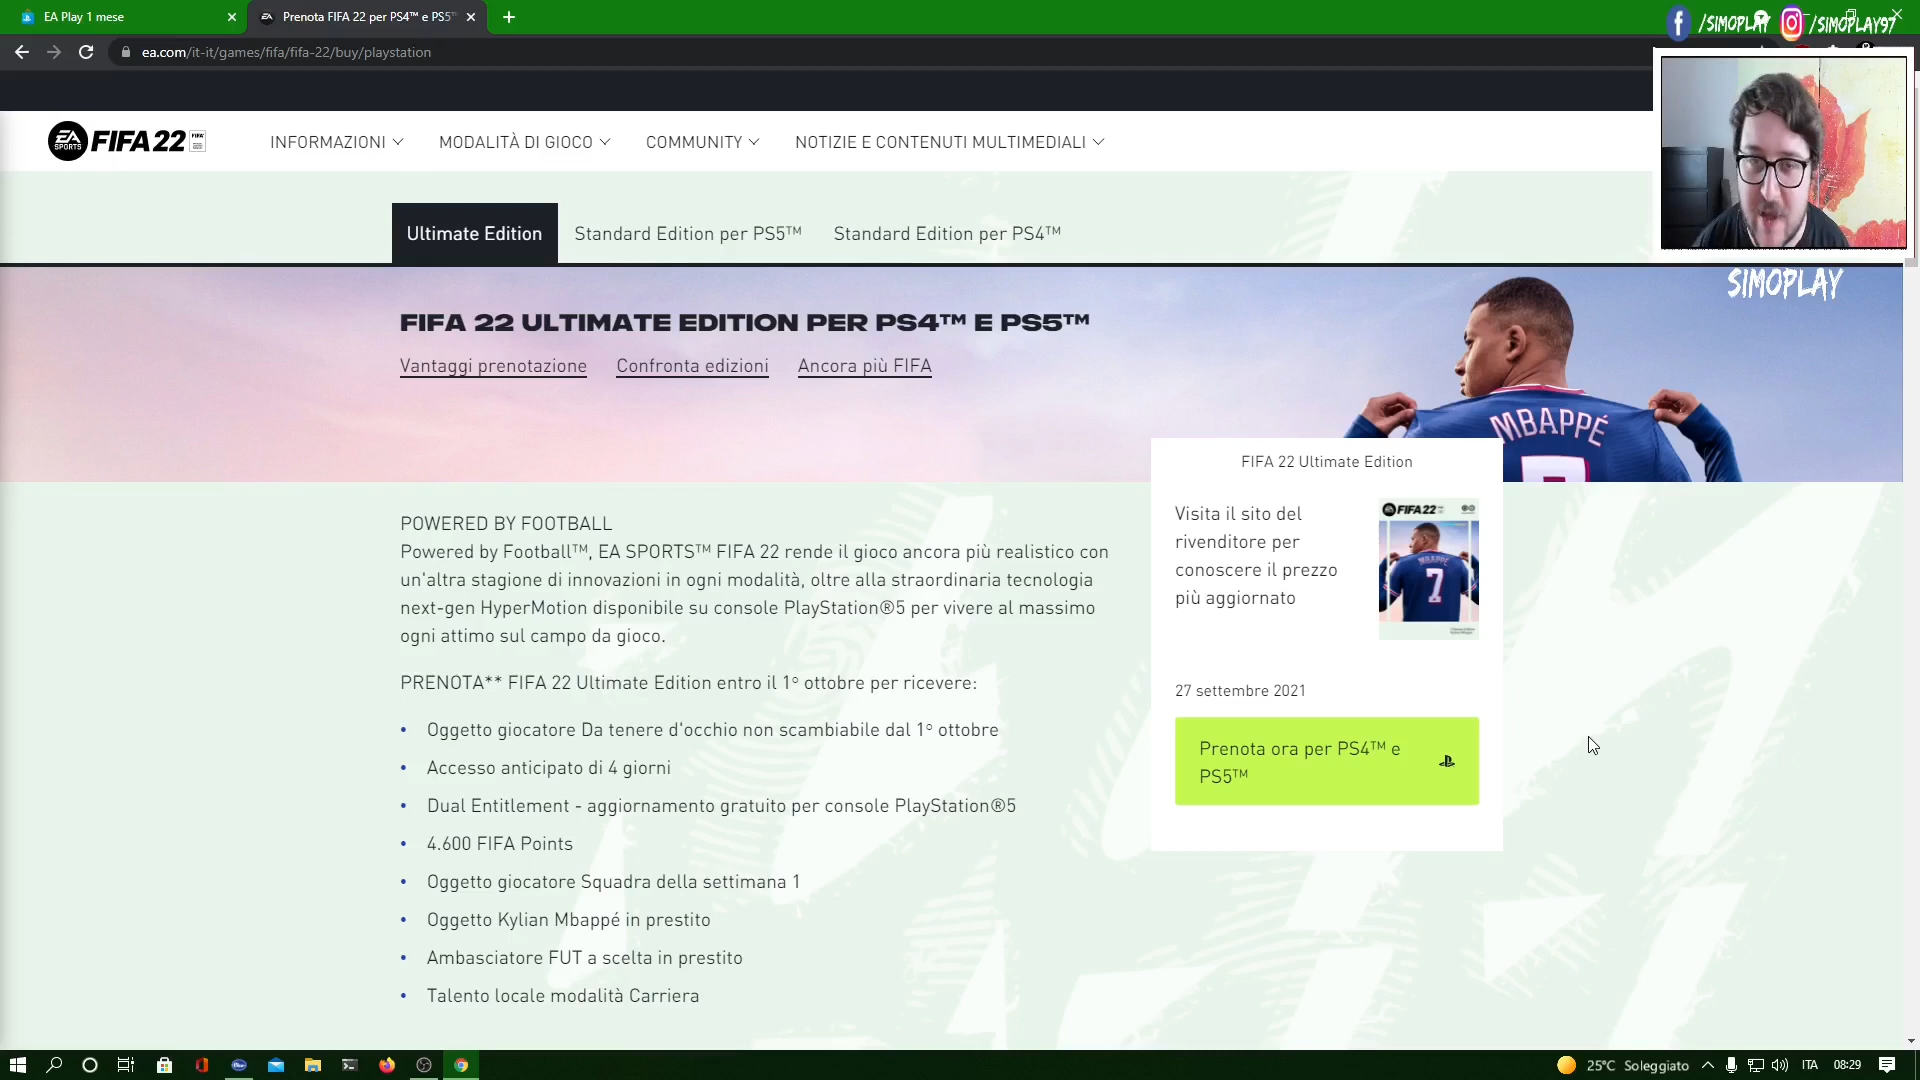 EA Play 1 mese
Prenota FIFA 22 per PS4™ e PS5™
/SIMOPLAY
/SIMOPLAY97
ea.com/it-it/games/fifa/fifa-22/buy/playstation
EA SPORTS FIFA 22
INFORMAZIONI
MODALITÀ DI GIOCO
COMMUNITY
NOTIZIE E CONTENUTI MULTIMEDIALI
Ultimate Edition
Standard Edition per PS5™
Standard Edition per PS4™
SIMOPLAY
FIFA 22 ULTIMATE EDITION PER PS4™ E PS5™
Vantaggi prenotazione
Confronta edizioni
Ancora più FIFA
MBAPPÉ
POWERED BY FOOTBALL
Powered by Football™, EA SPORTS™ FIFA 22 rende il gioco ancora più realistico con
un'altra stagione di innovazioni in ogni modalità, oltre alla straordinaria tecnologia
next-gen HyperMotion disponibile su console PlayStation®5 per vivere al massimo
ogni attimo sul campo da gioco.
PRENOTA** FIFA 22 Ultimate Edition entro il 1° ottobre per ricevere:
• Oggetto giocatore Da tenere d'occhio non scambiabile dal 1° ottobre
• Accesso anticipato di 4 giorni
• Dual Entitlement - aggiornamento gratuito per console PlayStation®5
• 4.600 FIFA Points
• Oggetto giocatore Squadra della settimana 1
• Oggetto Kylian Mbappé in prestito
• Ambasciatore FUT a scelta in prestito
• Talento locale modalità Carriera
FIFA 22 Ultimate Edition
Visita il sito del
rivenditore per
conoscere il prezzo
più aggiornato
FIFA 22
MBAPPÉ
7
27 settembre 2021
Prenota ora per PS4™ e
PS5™
25°C Soleggiato
ITA
08:29